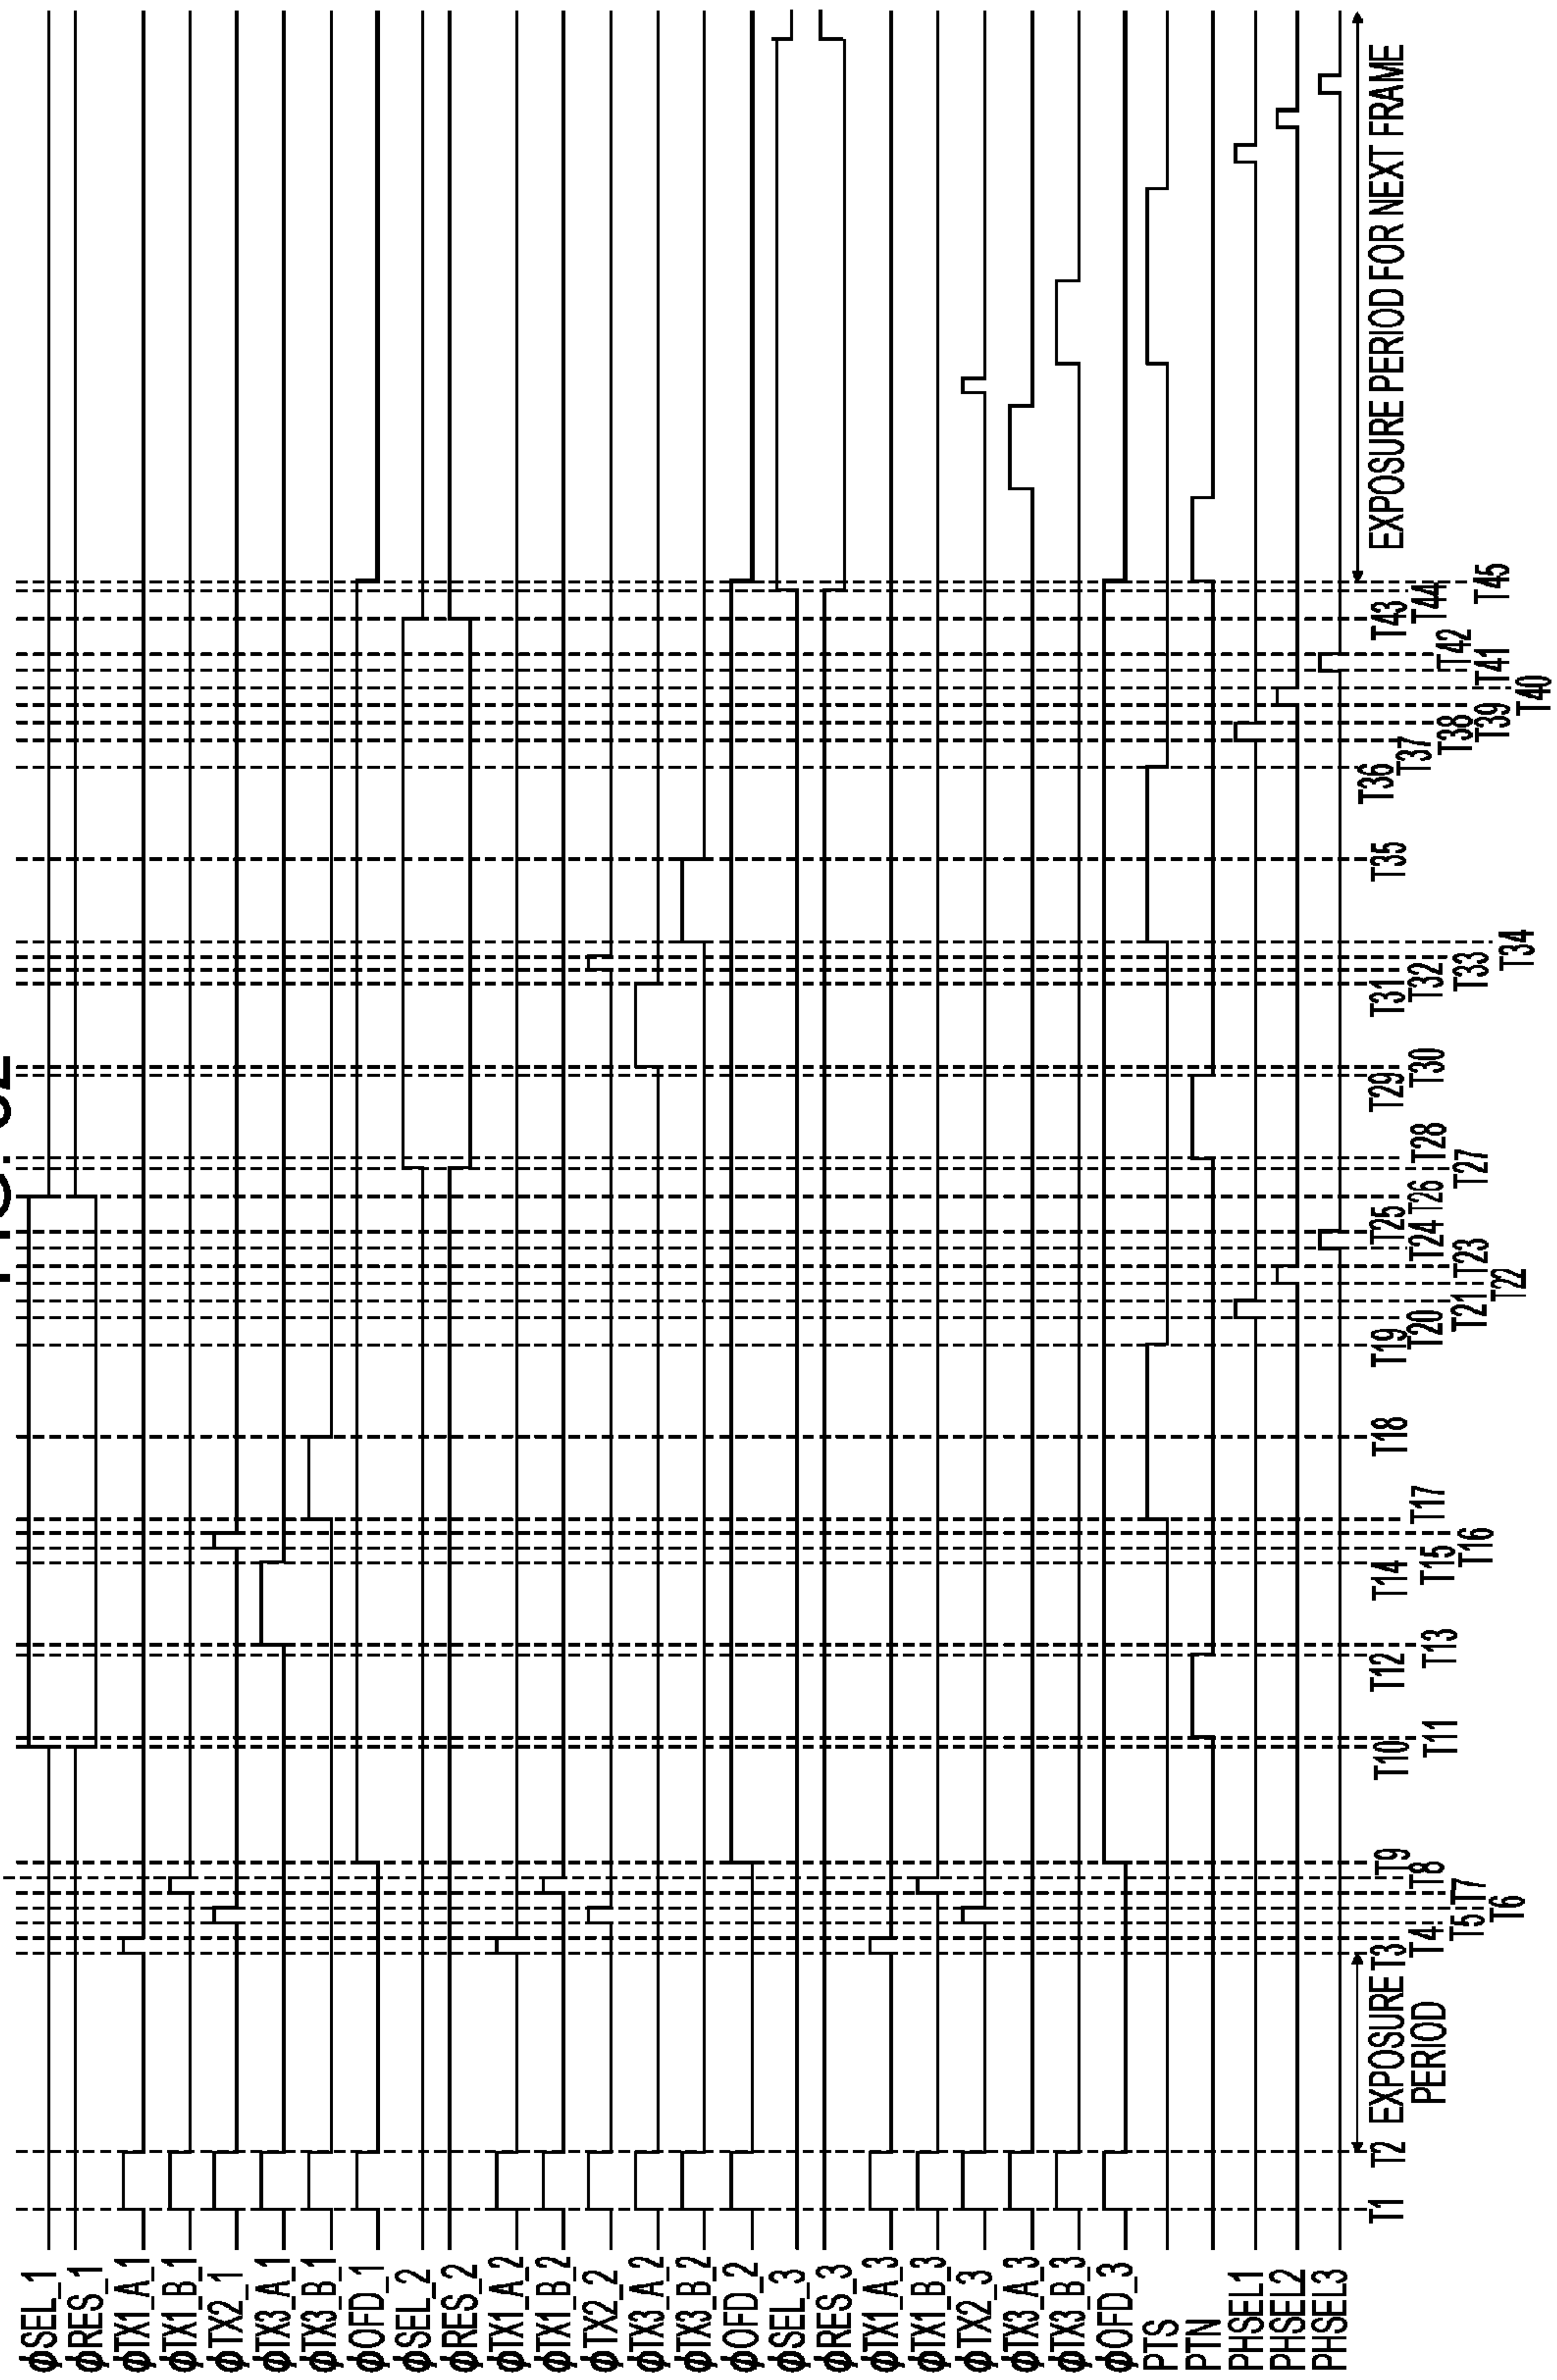 φSEL_1
φRES_1
φTX1_A_1
φTX1_B_1
φTX2_1
φTX3_A_1
φTX3_B_1
φOFD_1
φSEL_2
φRES_2
φTX1_A_2
φTX1_B_2
φTX2_2
φTX3_A_2
φTX3_B_2
φOFD_2
φSEL_3
φRES_3
φTX1_A_3
φTX1_B_3
φTX2_3
φTX3_A_3
φTX3_B_3
φOFD_3
PTS
PTN
PHSEL1
PHSEL2
PHSEL3
T1
T2
EXPOSURE
PERIOD
T3
T4
T5
T6
T7
T8
T9
T10
T11
T12
T13
T14
T15
T16
T17
T18
T19
T20
T21
T22
T23
T24
T25
T26
T27
T28
T29
T30
T31
T32
T33
T34
T35
T36
T37
T38
T39
T40
T41
T42
T43
T44
T45
EXPOSURE PERIOD FOR NEXT FRAME